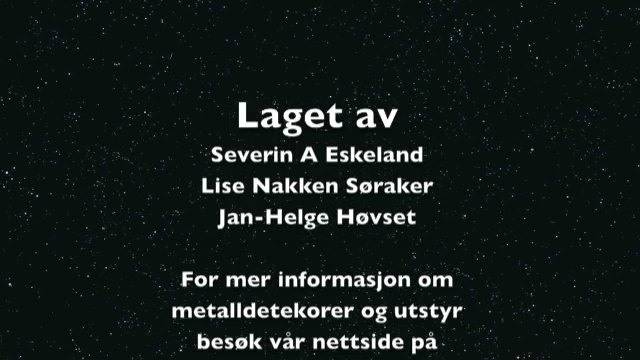 Laget av
Severin A Eskeland
Lise Nakken Søraker
Jan-Helge Høvset
For mer informasjon om
metalldetekorer og utstyr
besøk vår nettside på